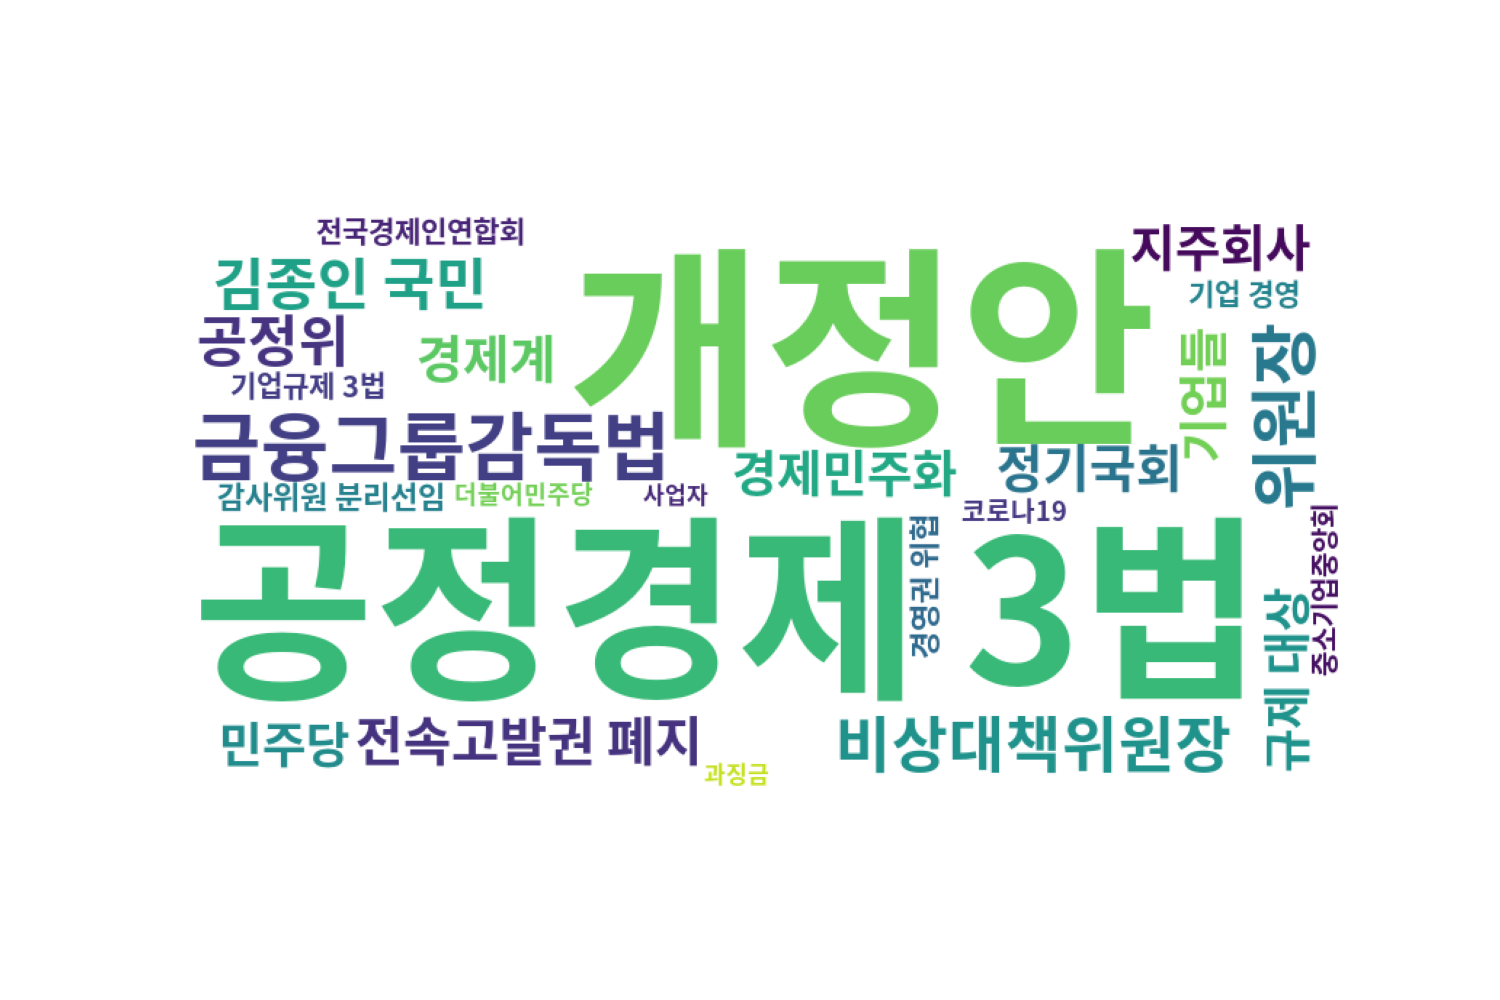 전국경제인연합회
김종인 국민
개정안
지주회사
기업 경영
공정위
경제계
기업들
위원장
기업규제 3법
금융그룹감독법
경제민주화
정기국회
감사위원 분리선임
더불어민주당
사업자
코로나19
공정경제 3법
경영권 위협
중소기업중앙회
규제 대상
민주당
전속고발권 폐지
비상대책위원장
과징금